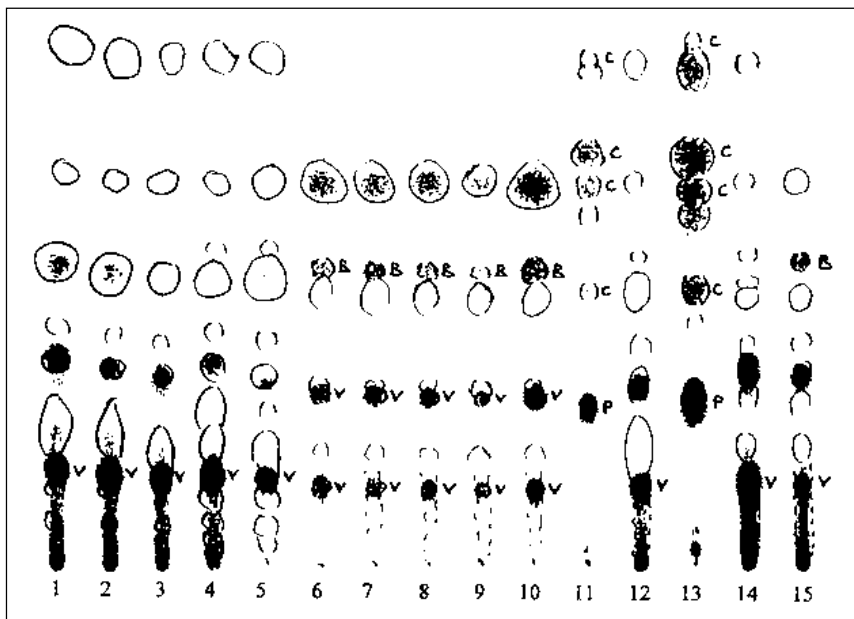 C C
C
C C
R R R R R R
C C
V V V V V P P
V V V V V V V V V V V V V
1 2 3 4 5 6 7 8 9 10 11 12 13 14 15